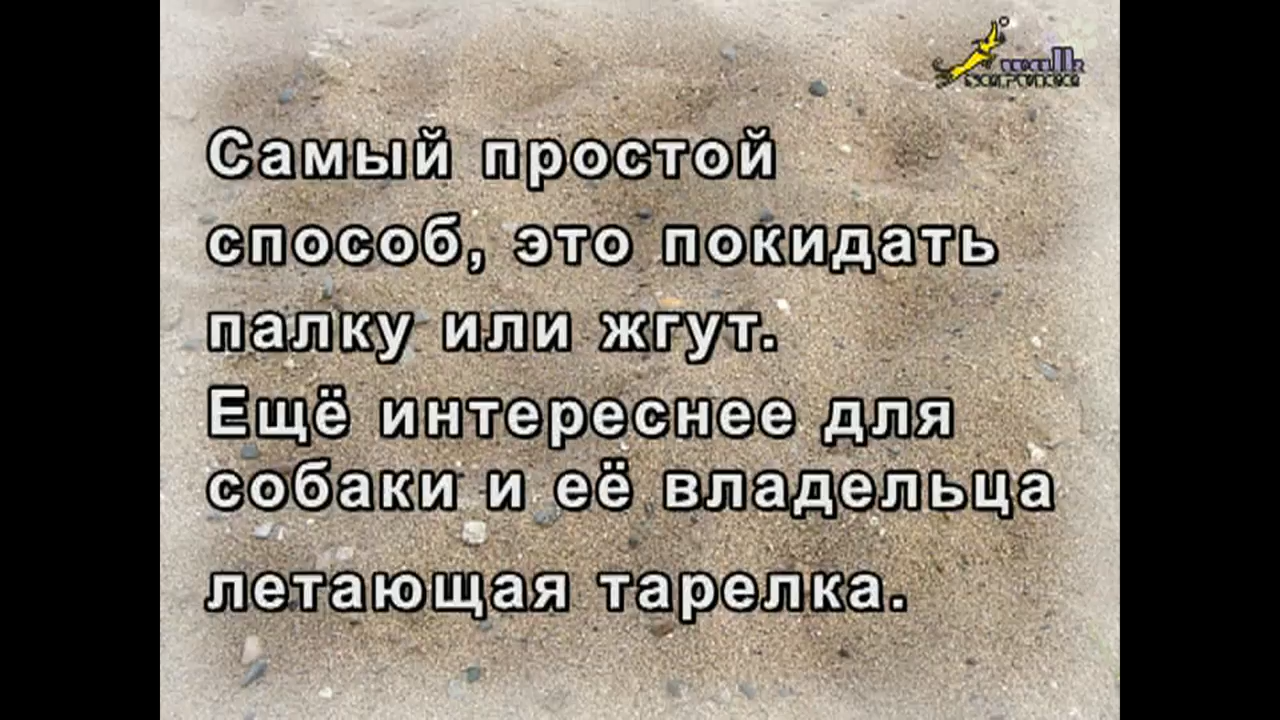 Самый простой
способ, это покидать
палку или жгут.
Ещё интереснее для
собаки и её владельца
летающая тарелка.